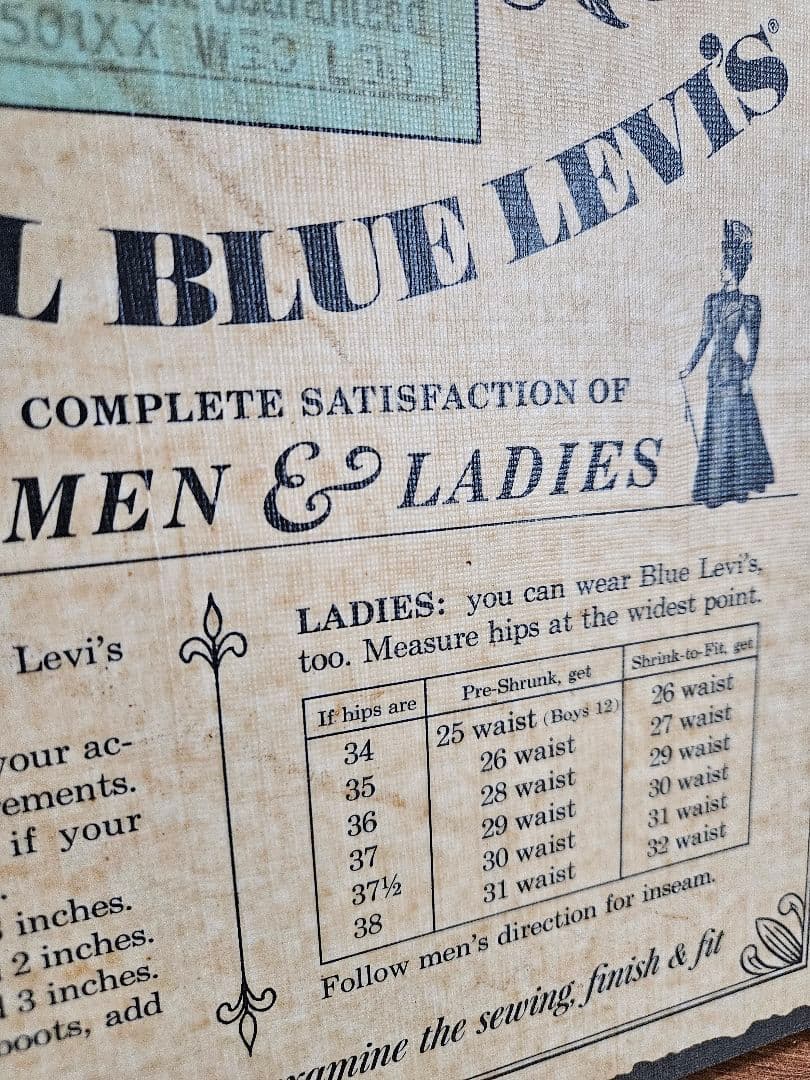 Guaranteed
501XX W30 L36
L BLUE LEVI'S®
COMPLETE SATISFACTION OF
MEN & LADIES
Levi's
your ac-
ements.
if your
inches.
2 inches.
3 inches.
boots, add
LADIES: you can wear Blue Levi's,
too. Measure hips at the widest point.
If hips are Pre-Shrunk, get Shrink-to-Fit, get
34 25 waist (Boys 12) 26 waist
35 26 waist 27 waist
36 28 waist 29 waist
37 29 waist 30 waist
37½ 30 waist 31 waist
38 31 waist 32 waist
Follow men's direction for inseam.
amine the sewing, finish & fit